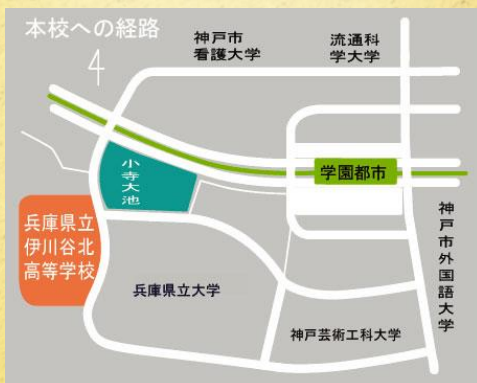 本校への経路
神戸市
看護大学
流通科
学大学
小寺大池
学園都市
兵庫県立
伊川谷北
高等学校
神戸市外国語大学
兵庫県立大学
神戸芸術工科大学